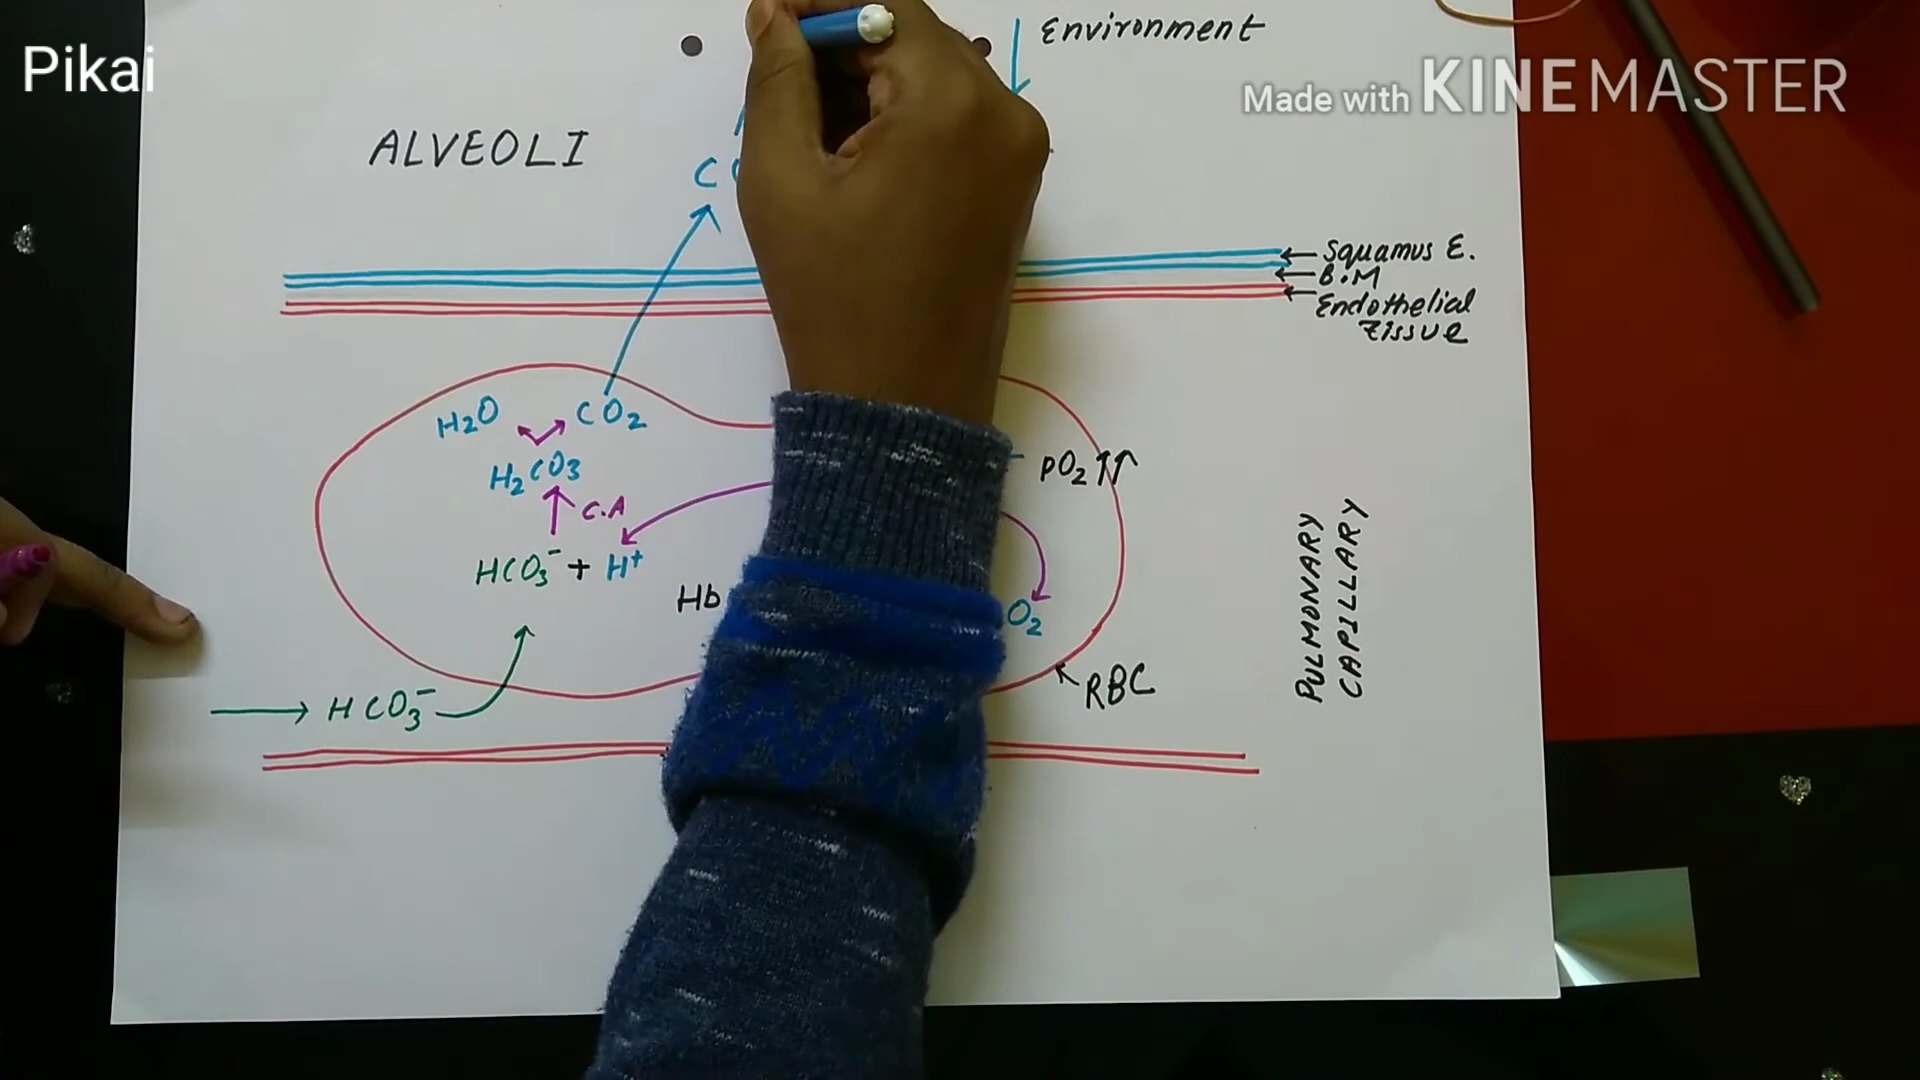 Pikai
Environment
Made with KINEMASTER
ALVEOLI
Squamus E.
B.M
Endothelial
Tissue
H2O
CO2
PO2↑↑
H2CO3
C.A
HCO3⁻ + H⁺
Hb
O2
RBC
HCO3⁻
PULMONARY
CAPILLARY